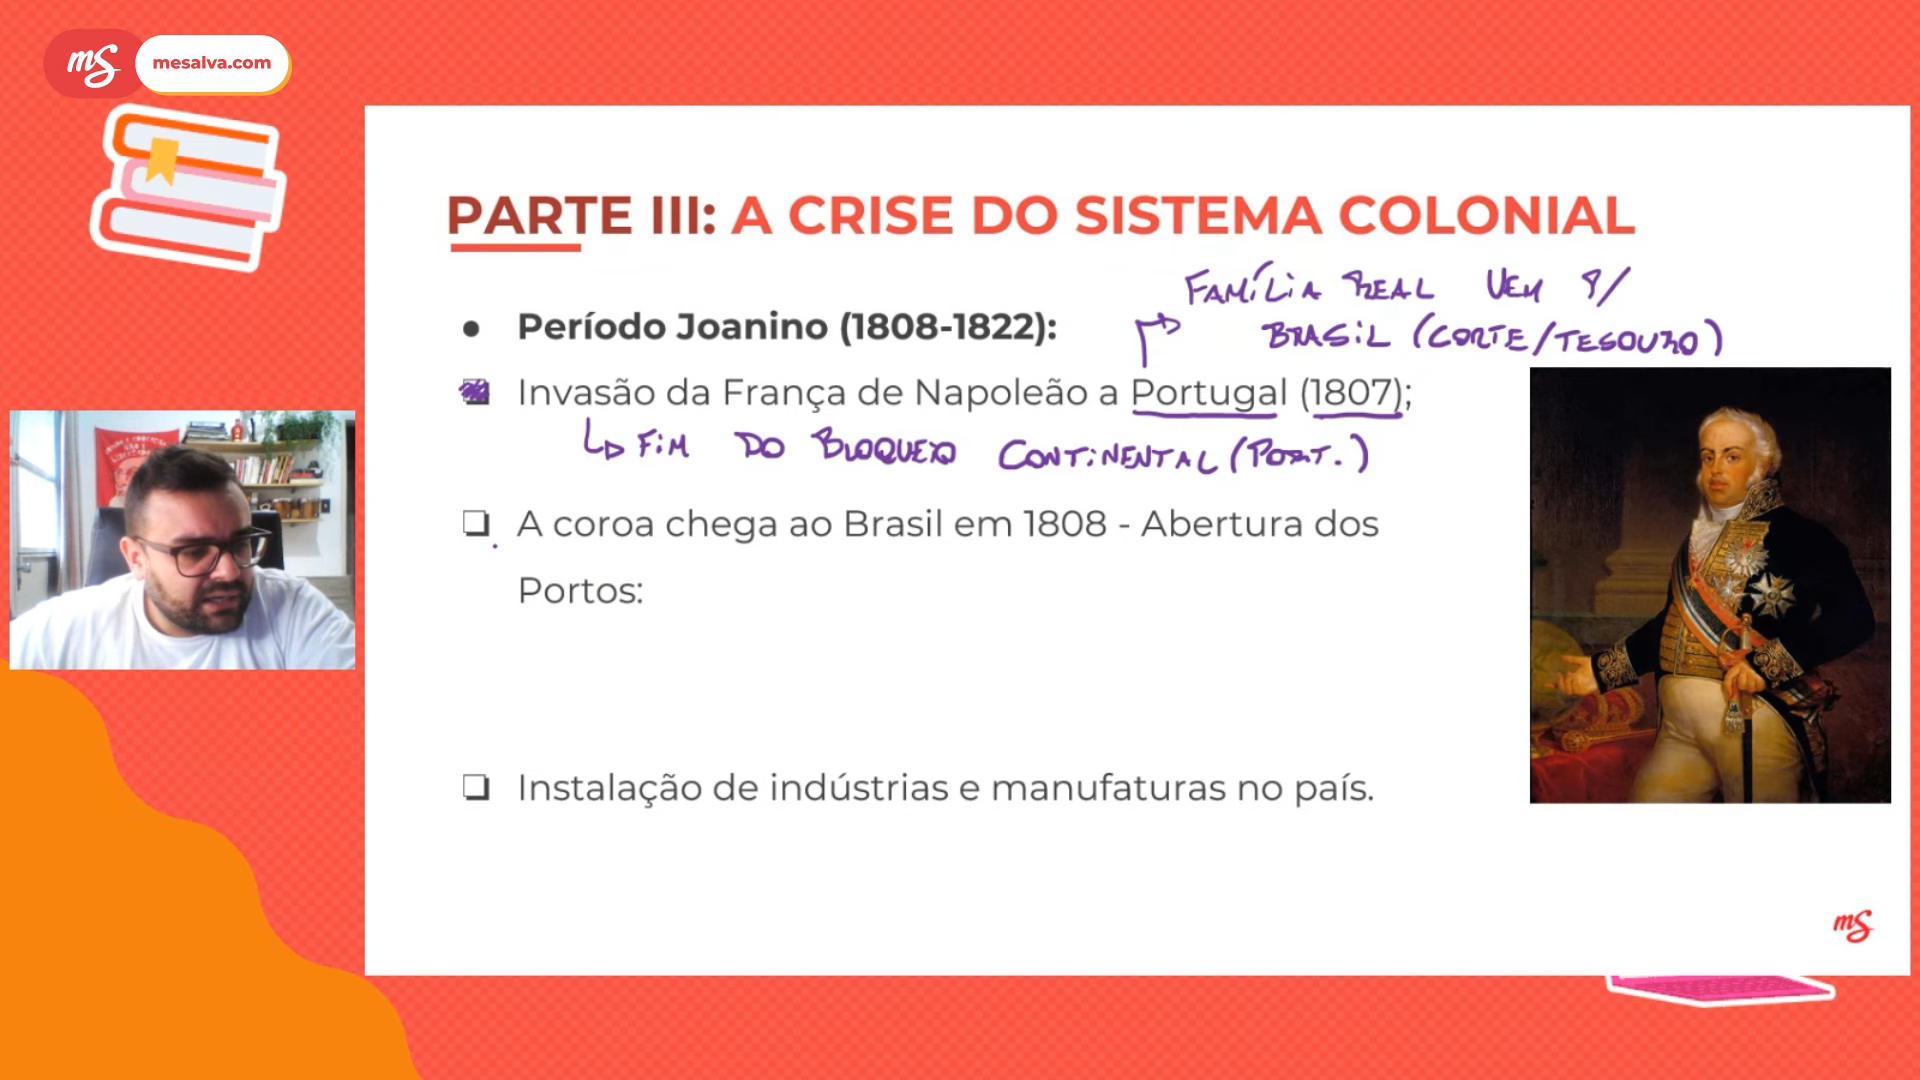 mS mesalva.com
PARTE III: A CRISE DO SISTEMA COLONIAL
FAMÍLIA REAL VEM P/
BRASIL (CORTE/TESOURO)
● Período Joanino (1808-1822):
Invasão da França de Napoleão a Portugal (1807);
↳ FIM DO BLOQUEIO CONTINENTAL (PORT.)
❏ A coroa chega ao Brasil em 1808 - Abertura dos
Portos:
❏ Instalação de indústrias e manufaturas no país.
mS